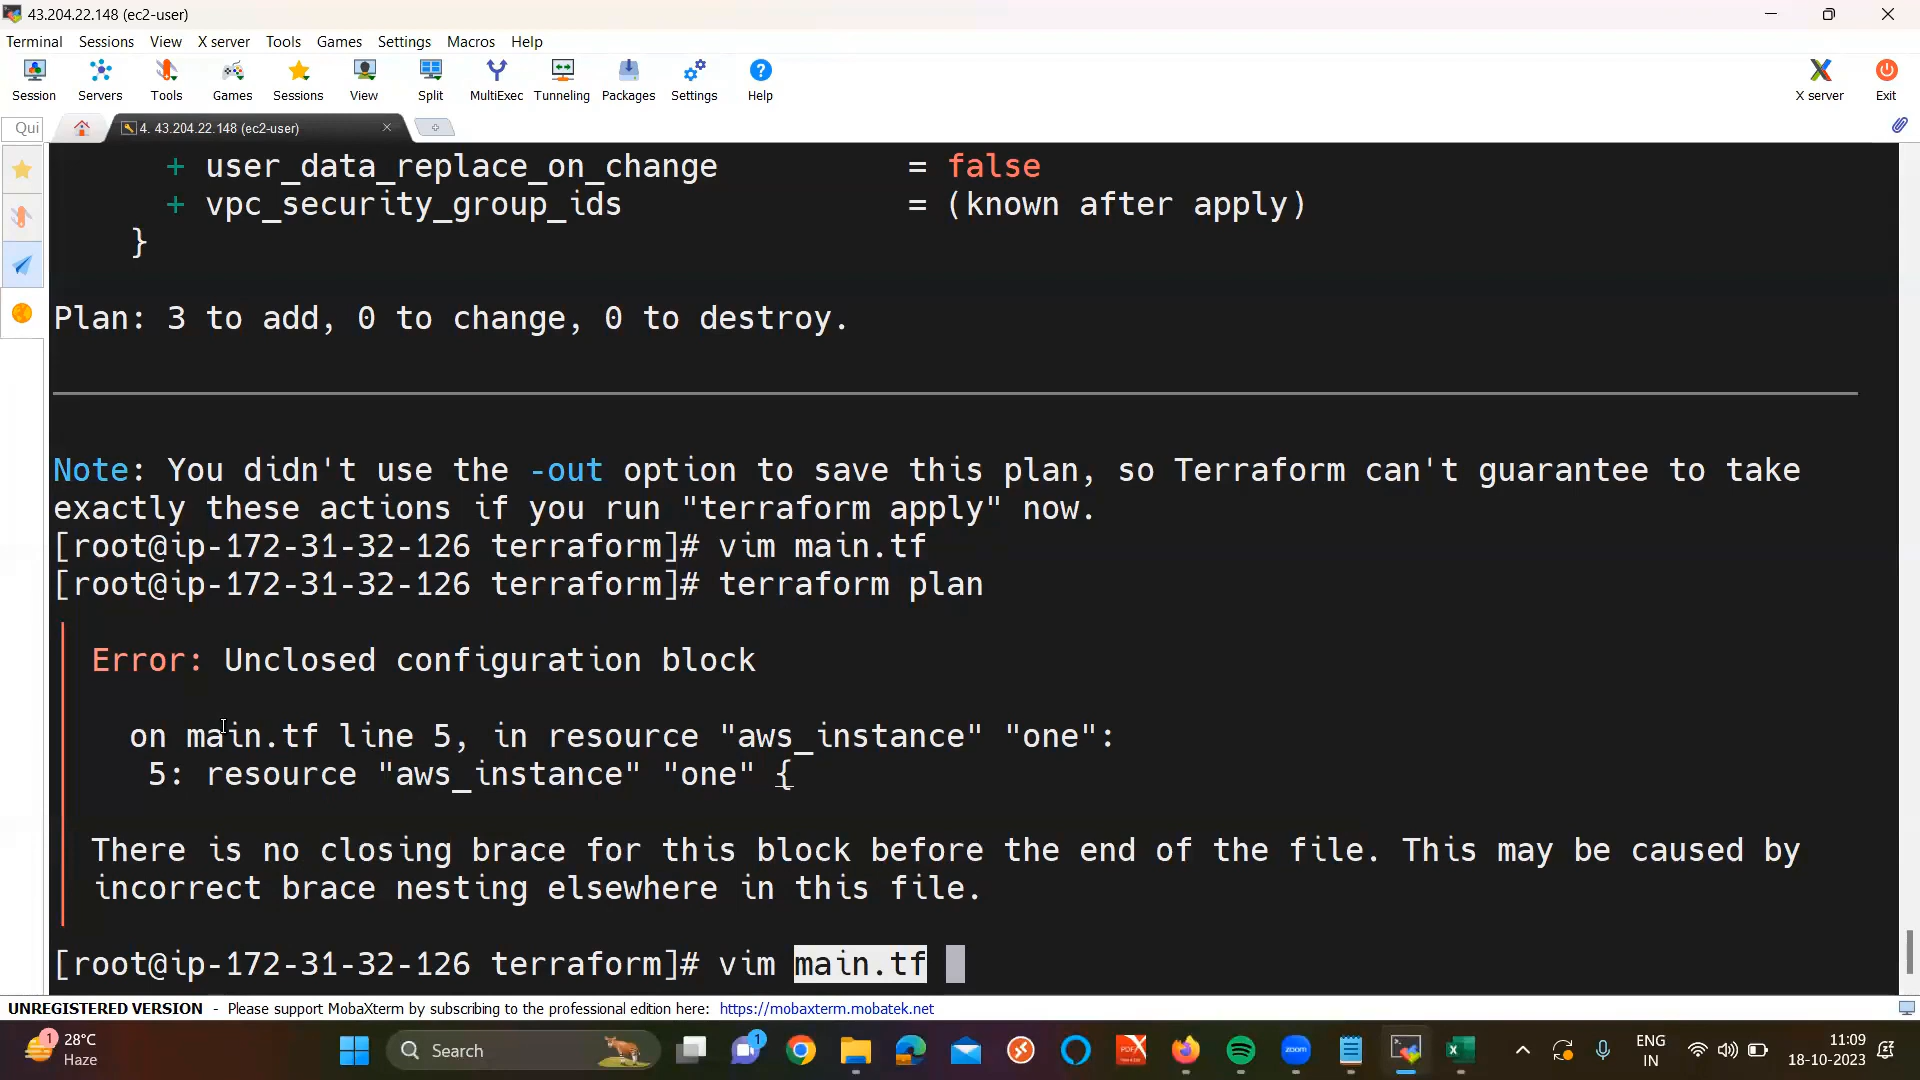 43.204.22.148 (ec2-user)
Terminal Sessions View X server Tools Games Settings Macros Help
Session Servers Tools Games Sessions View Split MultiExec Tunneling Packages Settings Help X server Exit
Qui 4. 43.204.22.148 (ec2-user)
+ user_data_replace_on_change = false
+ vpc_security_group_ids = (known after apply)
}
Plan: 3 to add, 0 to change, 0 to destroy.
Note: You didn't use the -out option to save this plan, so Terraform can't guarantee to take
exactly these actions if you run "terraform apply" now.
[root@ip-172-31-32-126 terraform]# vim main.tf
[root@ip-172-31-32-126 terraform]# terraform plan
Error: Unclosed configuration block
on main.tf line 5, in resource "aws_instance" "one":
5: resource "aws_instance" "one" {
There is no closing brace for this block before the end of the file. This may be caused by
incorrect brace nesting elsewhere in this file.
[root@ip-172-31-32-126 terraform]# vim main.tf
UNREGISTERED VERSION - Please support MobaXterm by subscribing to the professional edition here: https://mobaxterm.mobatek.net
1 28°C
Haze
Search
1
PDF
zoom
ENG
IN
11:09
18-10-2023